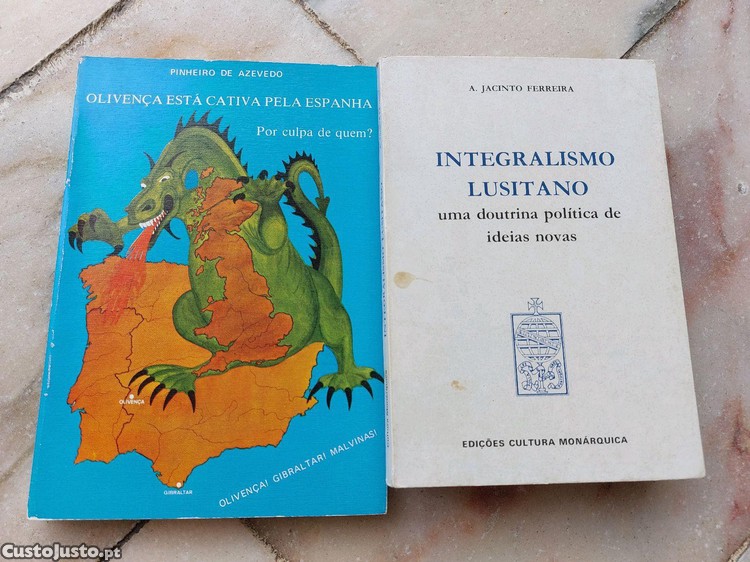 PINHEIRO DE AZEVEDO
OLIVENÇA ESTÁ CATIVA PELA ESPANHA
Por culpa de quem?
OLIVENÇA
GIBRALTAR
OLIVENÇA! GIBRALTAR! MALVINAS!
A. JACINTO FERREIRA
INTEGRALISMO
LUSITANO
uma doutrina política de
ideias novas
EDIÇÕES CULTURA MONÁRQUICA
CustoJusto.pt